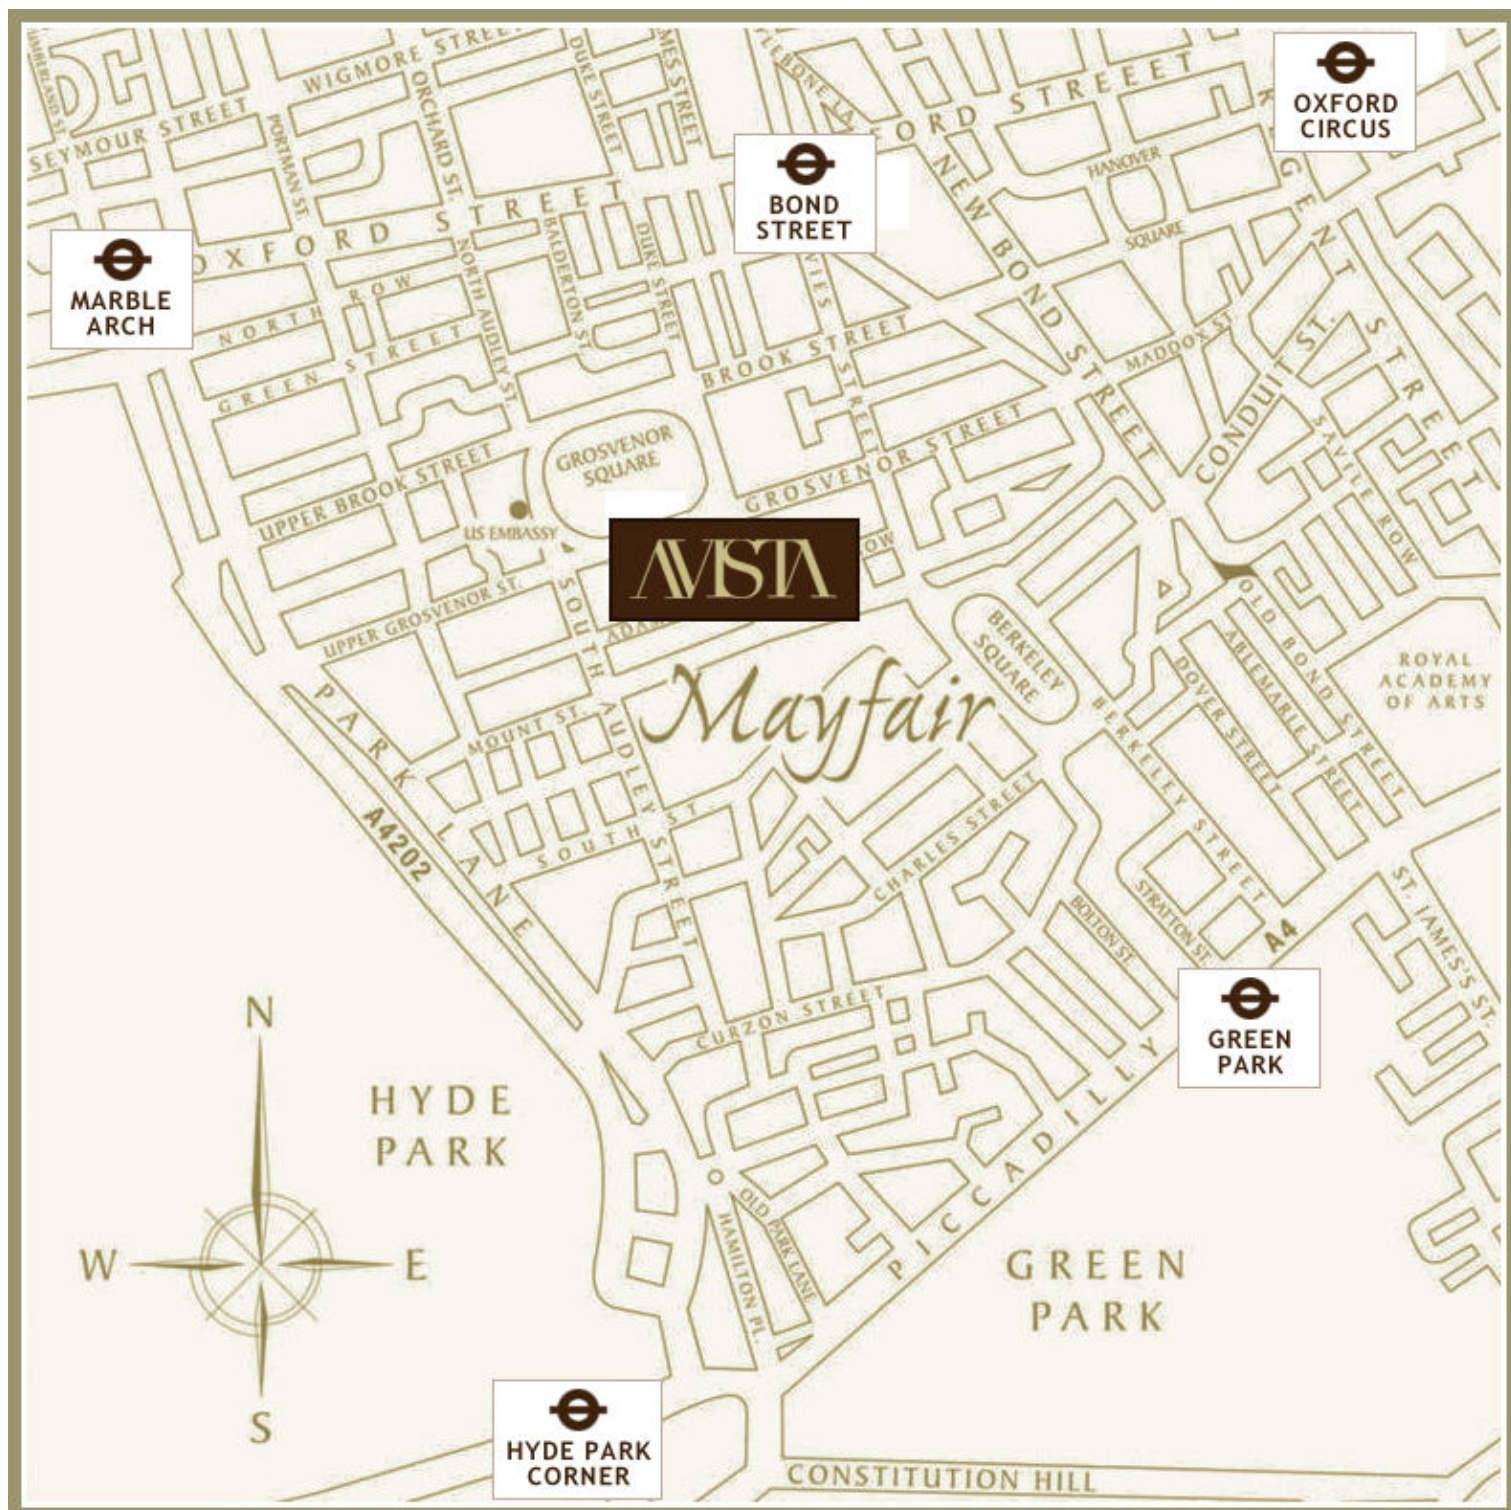 WIGMORE STREET
DUKE STREET
ORCHARD ST.
SEYMOUR STREET
PORTMAN ST.
OXFORD
CIRCUS
HANOVER
SQUARE
BOND
STREET
NEW BOND STREET
REGENT STREET
OXFORD STREET
MARBLE
ARCH
NORTH ROW
NORTH AUDLEY ST.
BALDERTON ST.
DUKE STREET
GREEN STREET
BROOK STREET
MADDOX ST.
CONDUIT ST.
SAVILE ROW
GROSVENOR
SQUARE
UPPER BROOK STREET
GROSVENOR STREET
US EMBASSY
AVISTA
UPPER GROSVENOR ST.
SOUTH AUDLEY STREET
BERKELEY
SQUARE
OLD BOND STREET
ABLEMARLE STREET
DOVER STREET
ROYAL
ACADEMY
OF ARTS
Mayfair
MOUNT ST.
PARK LANE
A4202
SOUTH ST
CHARLES STREET
BERKELEY STREET
STRATTON ST.
BOLTON ST.
A4
ST. JAMES'S ST.
GREEN
PARK
CURZON STREET
PICCADILLY
N
W
E
S
HYDE
PARK
OLD PARK LANE
HAMILTON PL.
GREEN
PARK
HYDE PARK
CORNER
CONSTITUTION HILL